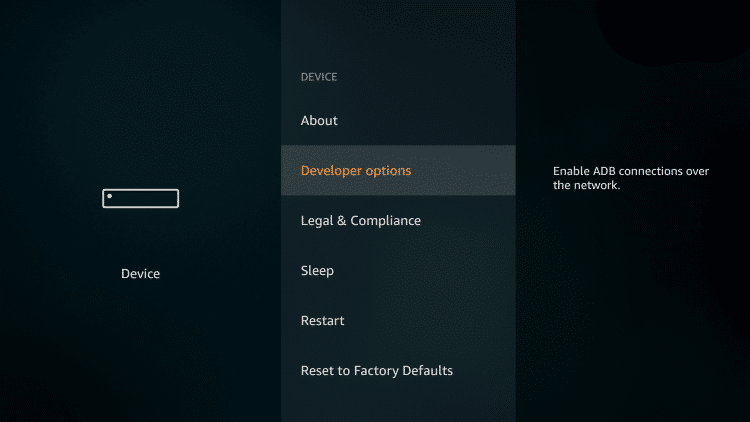 DEVICE
About
Developer options
Legal & Compliance
Sleep
Restart
Reset to Factory Defaults
Device
Enable ADB connections over
the network.